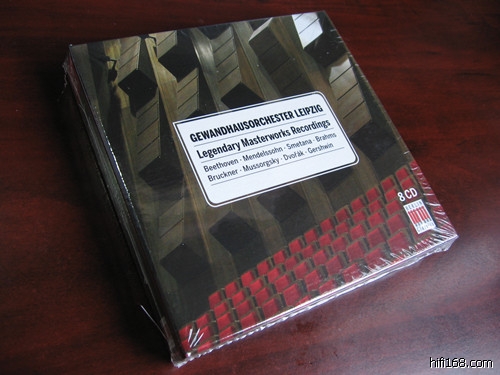 GEWANDHAUSORCHESTER LEIPZIG
Legendary Masterworks Recordings
Beethoven · Mendelssohn · Smetana · Brahms
Bruckner · Mussorgsky · Dvořák · Gershwin
8 CD
hifi168.com